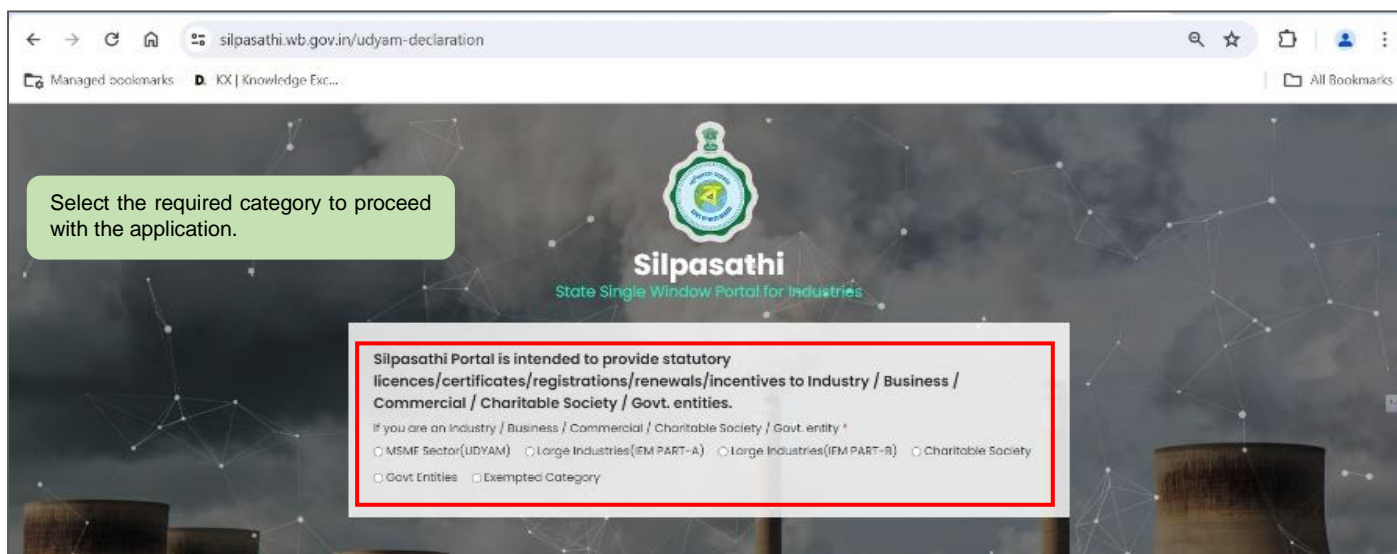 silpasathi.wb.gov.in/udyam-declaration
Managed bookmarks D. KX | Knowledge Exc... All Bookmarks
Select the required category to proceed
with the application.
Silpasathi
State Single Window Portal for Industries
Silpasathi Portal is intended to provide statutory
licences/certificates/registrations/renewals/incentives to Industry / Business /
Commercial / Charitable Society / Govt. entities.
If you are an Industry / Business / Commercial / Charitable Society / Govt. entity *
MSME Sector(UDYAM) Large Industries(IEM PART-A) Large Industries(IEM PART-B) Charitable Society
Govt Entities Exempted Category